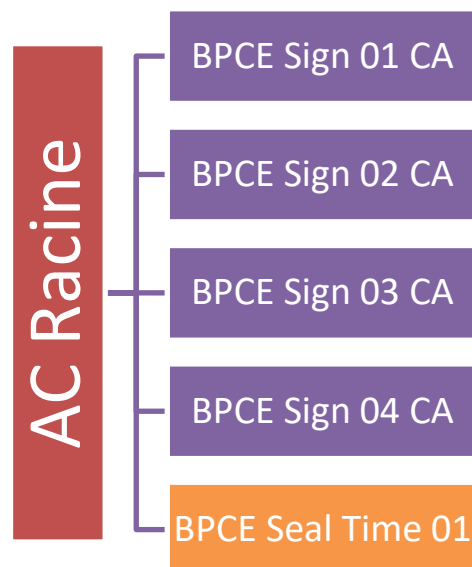 AC Racine
BPCE Sign 01 CA
BPCE Sign 02 CA
BPCE Sign 03 CA
BPCE Sign 04 CA
BPCE Seal Time 01